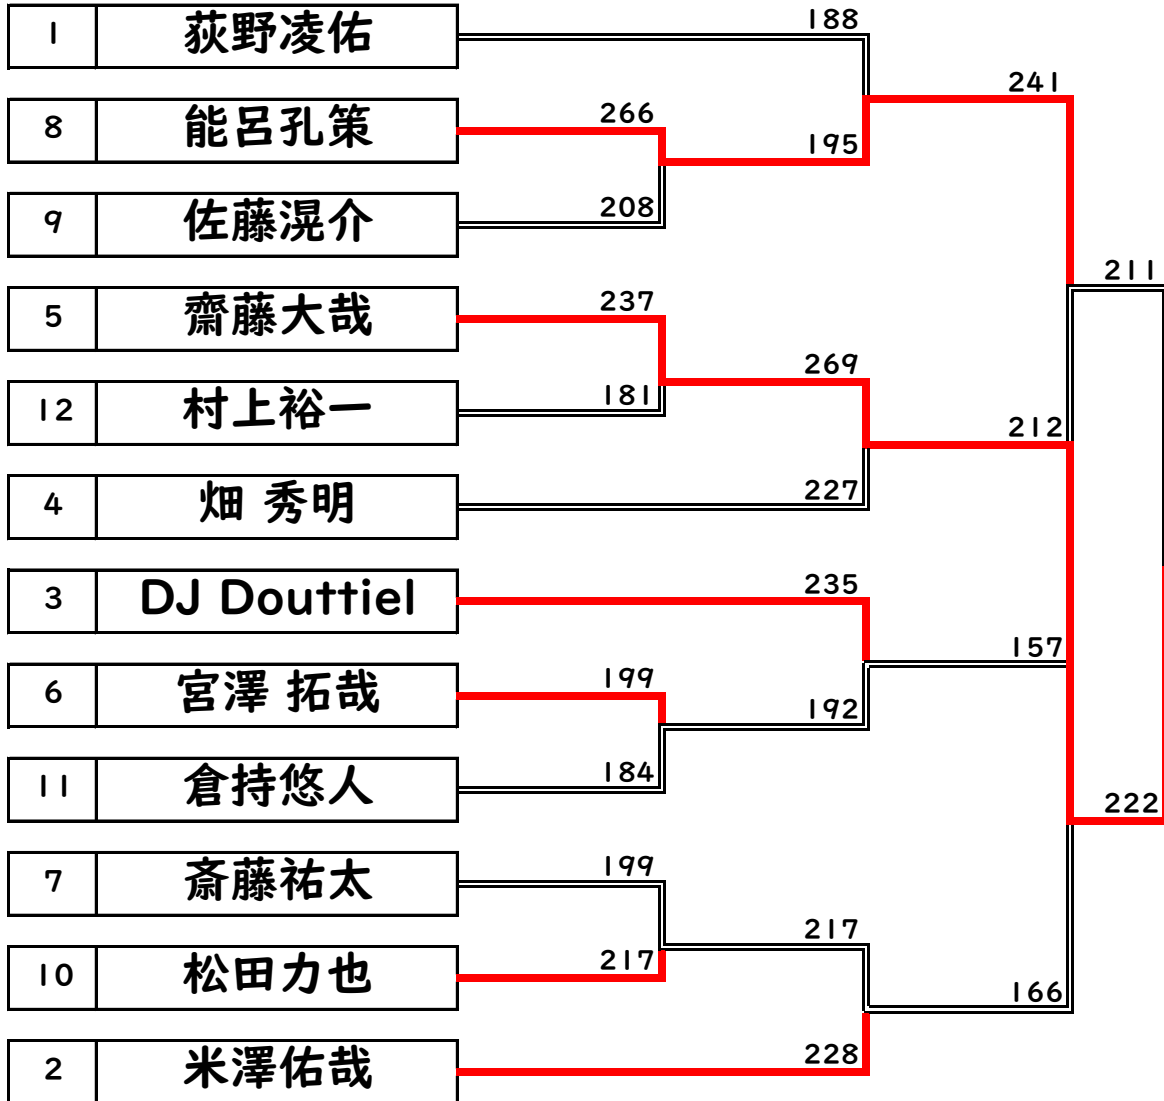 1 荻野凌佑 188
241
8 能呂孔策 266
195
9 佐藤滉介 208
211
5 齋藤大哉 237
269
12 村上裕一 181
212
4 畑 秀明 227
3 DJ Douttiel 235
157
6 宮澤 拓哉 199
192
11 倉持悠人 184
222
7 斎藤祐太 199
217
10 松田力也 217
166
2 米澤佑哉 228